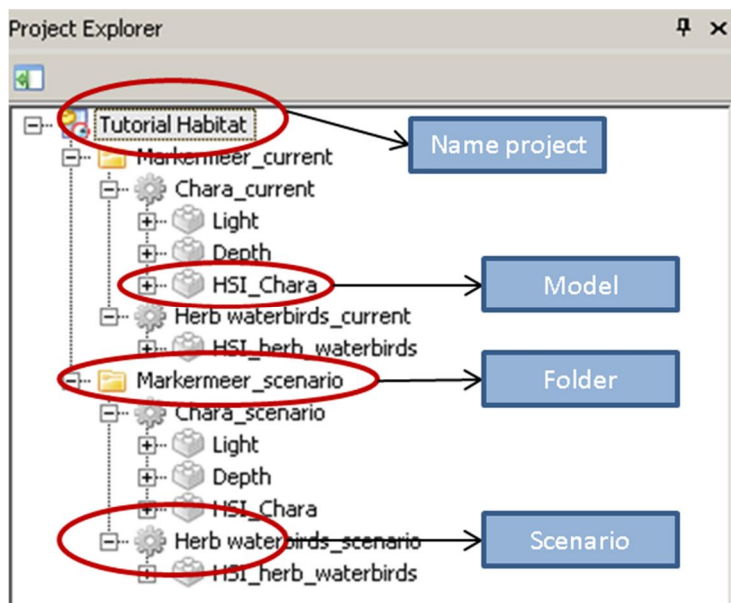 Project Explorer
Tutorial Habitat
Name project
Markermeer_current
Chara_current
Light
Depth
HSI_Chara
Model
Herb waterbirds_current
HSI_herb_waterbirds
Markermeer_scenario
Folder
Chara_scenario
Light
Depth
HSI_Chara
Herb waterbirds_scenario
Scenario
HSI_herb_waterbirds